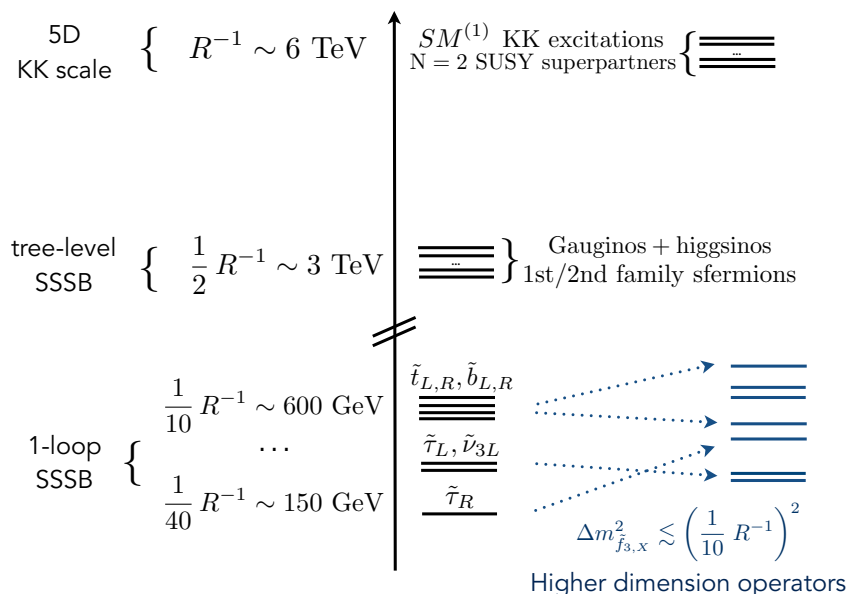 5D
KK scale
{ R⁻¹ ∼ 6 TeV
SM⁽¹⁾ KK excitations
N = 2 SUSY superpartners
{
...
tree-level
SSSB
{ 1/2 R⁻¹ ∼ 3 TeV
...
}
Gauginos + higgsinos
1st/2nd family sfermions
1-loop
SSSB
{
1/10 R⁻¹ ∼ 600 GeV
...
1/40 R⁻¹ ∼ 150 GeV
t̃_{L,R}, b̃_{L,R}
τ̃_L, ν̃_{3L}
τ̃_R
Δm²_{f̃_{3,X}} ≲ (1/10 R⁻¹)²
Higher dimension operators